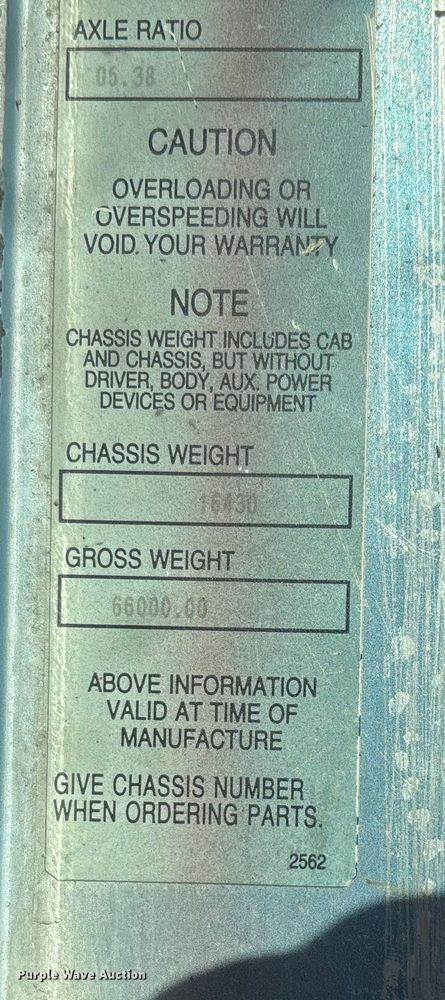 AXLE RATIO
05.38
CAUTION
OVERLOADING OR
OVERSPEEDING WILL
VOID. YOUR WARRANTY
NOTE
CHASSIS WEIGHT INCLUDES CAB
AND CHASSIS, BUT WITHOUT
DRIVER, BODY, AUX. POWER
DEVICES OR EQUIPMENT
CHASSIS WEIGHT
16430
GROSS WEIGHT
66000.00
ABOVE INFORMATION
VALID AT TIME OF
MANUFACTURE
GIVE CHASSIS NUMBER
WHEN ORDERING PARTS.
2562
Purple Wave Auction